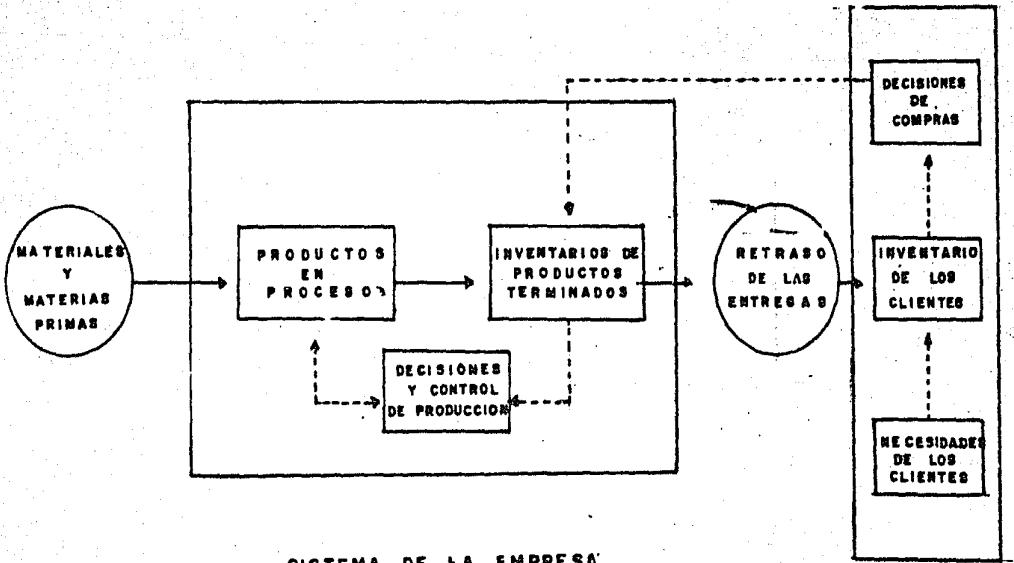 DECISIONES
DE
COMPRAS
MATERIALES
Y
MATERIAS
PRIMAS
PRODUCTOS
EN
PROCESO
INVENTARIOS DE
PRODUCTOS
TERMINADOS
RETRASO
DE LAS
ENTREGAS
INVENTARIO
DE LOS
CLIENTES
DECISIONES
Y CONTROL
DE PRODUCCION
NECESIDADES
DE LOS
CLIENTES
SISTEMA DE LA EMPRESA